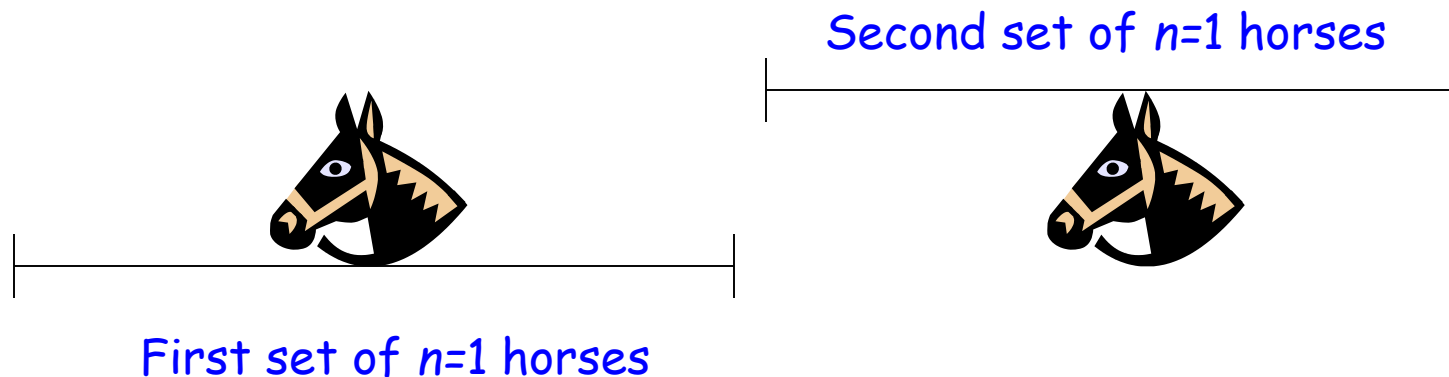 Second set of n=1 horses
First set of n=1 horses